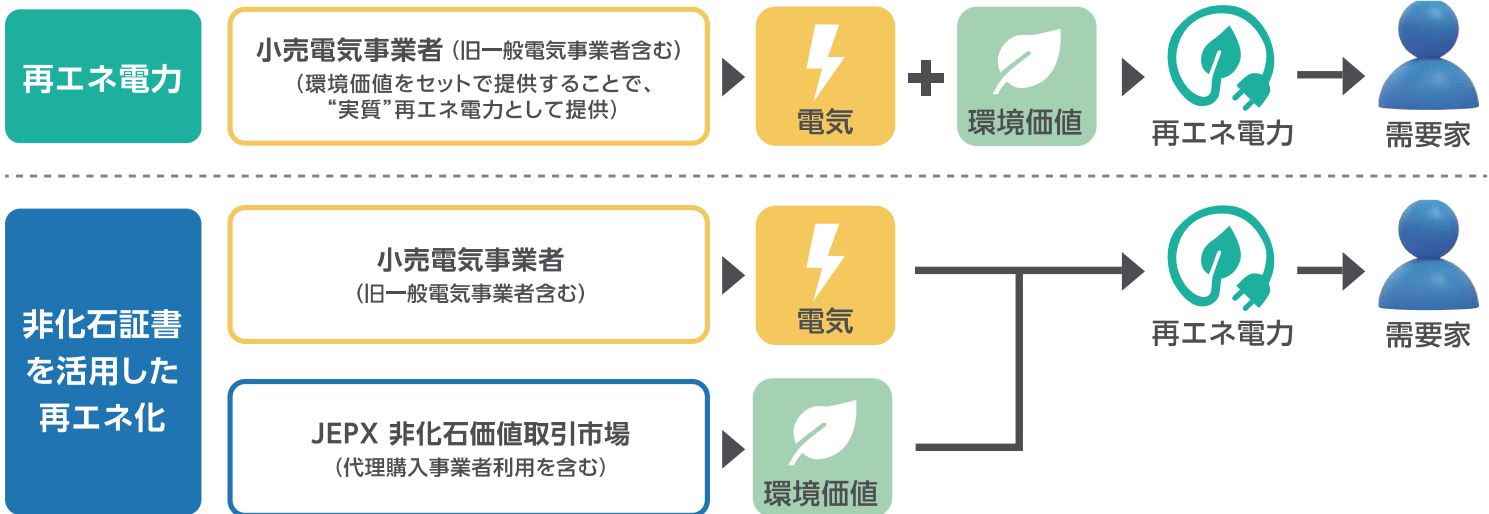 再エネ電力
小売電気事業者（旧一般電気事業者含む）
（環境価値をセットで提供することで、
“実質”再エネ電力として提供）
電気
環境価値
再エネ電力
需要家
非化石証書
を活用した
再エネ化
小売電気事業者
（旧一般電気事業者含む）
電気
JEPX 非化石価値取引市場
（代理購入事業者利用を含む）
環境価値
再エネ電力
需要家